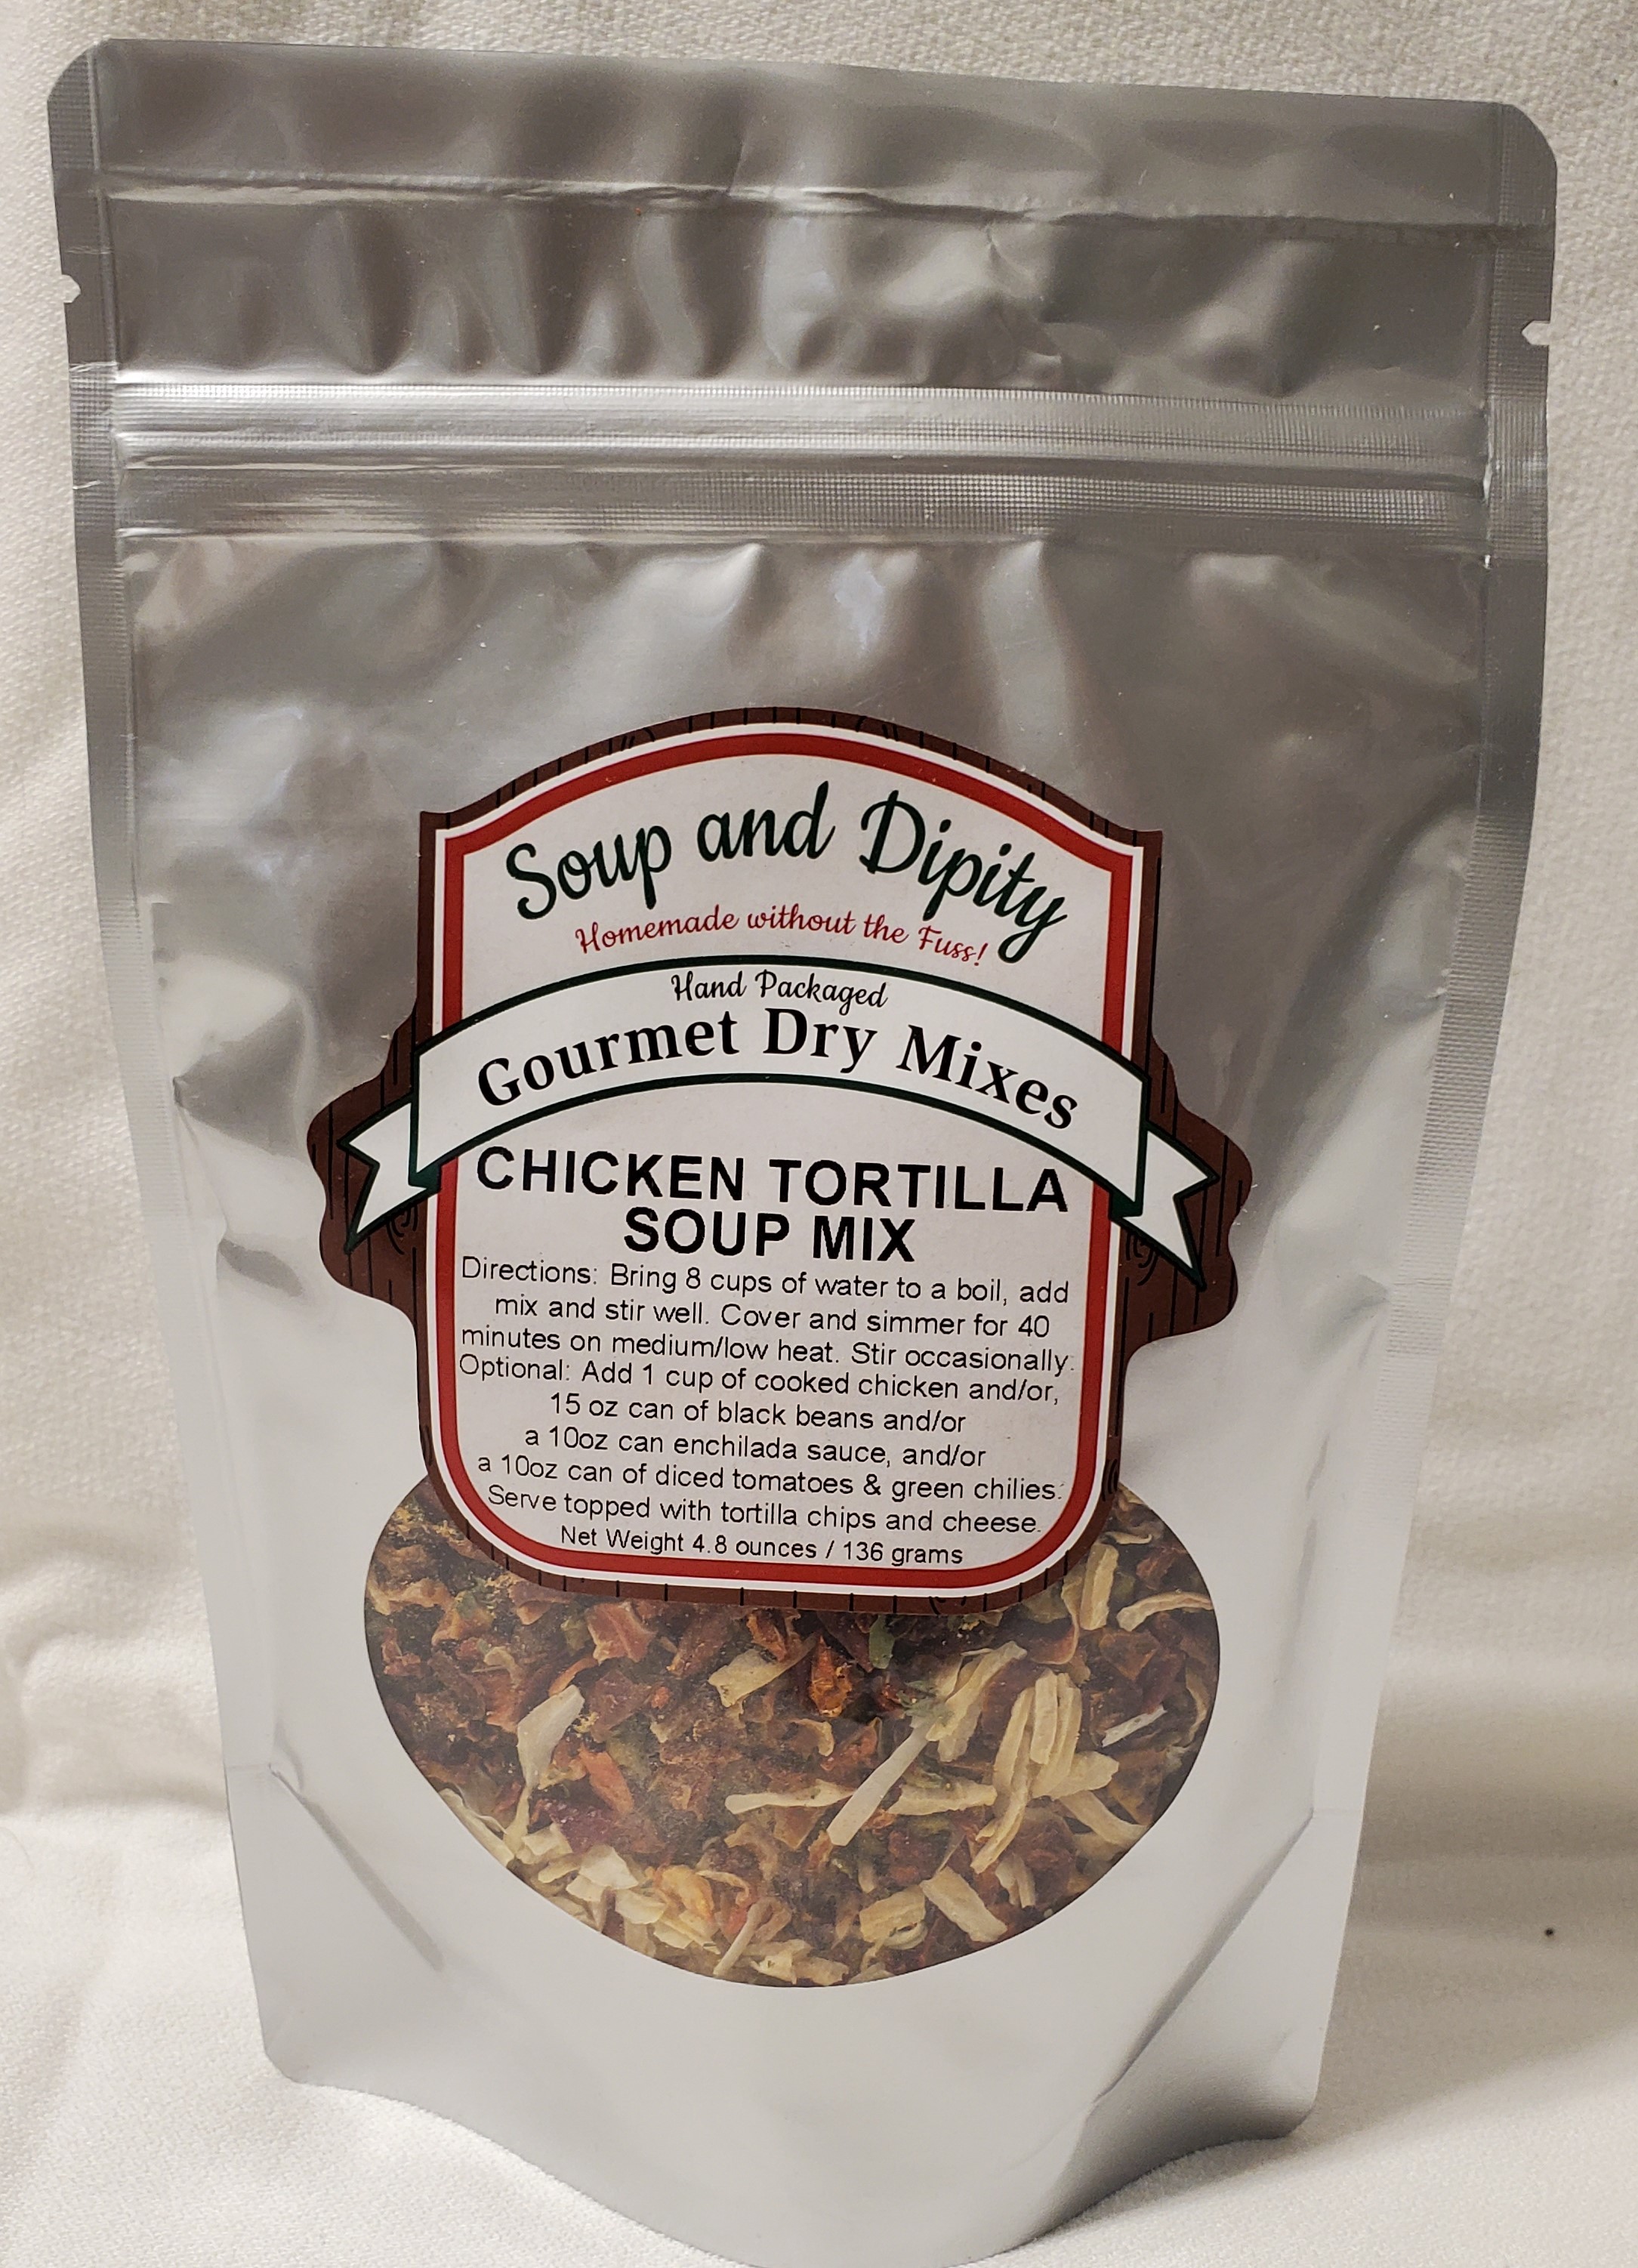 Soup and Dipity
Homemade without the Fuss!
Hand Packaged
Gourmet Dry Mixes
CHICKEN TORTILLA
SOUP MIX
Directions: Bring 8 cups of water to a boil, add
mix and stir well. Cover and simmer for 40
minutes on medium/low heat. Stir occasionally.
Optional: Add 1 cup of cooked chicken and/or,
15 oz can of black beans and/or
a 10oz can enchilada sauce, and/or
a 10oz can of diced tomatoes & green chilies.
Serve topped with tortilla chips and cheese.
Net Weight 4.8 ounces / 136 grams